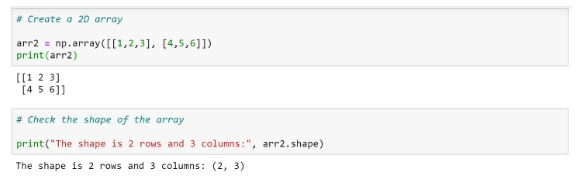 # Create a 2D array
arr2 = np.array([[1,2,3], [4,5,6]])
print(arr2)
[[1 2 3]
 [4 5 6]]
# Check the shape of the array
print("The shape is 2 rows and 3 columns:", arr2.shape)
The shape is 2 rows and 3 columns: (2, 3)